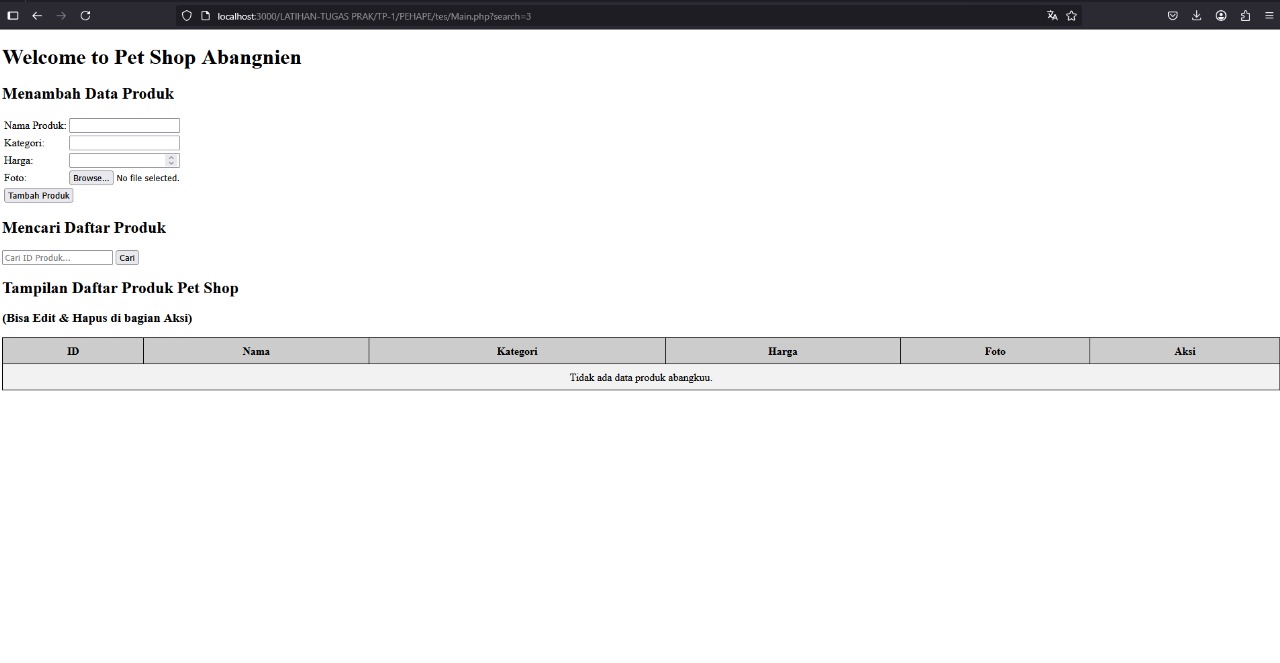 localhost:3000/LATIHAN-TUGAS PRAK/TP-1/PEHAPE/tes/Main.php?search=3
Welcome to Pet Shop Abangnien
Menambah Data Produk
Nama Produk:
Kategori:
Harga:
Foto: Browse... No file selected.
Tambah Produk
Mencari Daftar Produk
Cari ID Produk... Cari
Tampilan Daftar Produk Pet Shop
(Bisa Edit & Hapus di bagian Aksi)
ID Nama Kategori Harga Foto Aksi
Tidak ada data produk abangkuu.